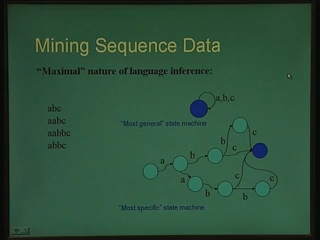 Mining Sequence Data
“Maximal” nature of language inference:
abc
aabc
aabbc
abbc
a,b,c
“Most general” state machine
a
b
b
c
c
c
a
b
b
c
“Most specific” state machine